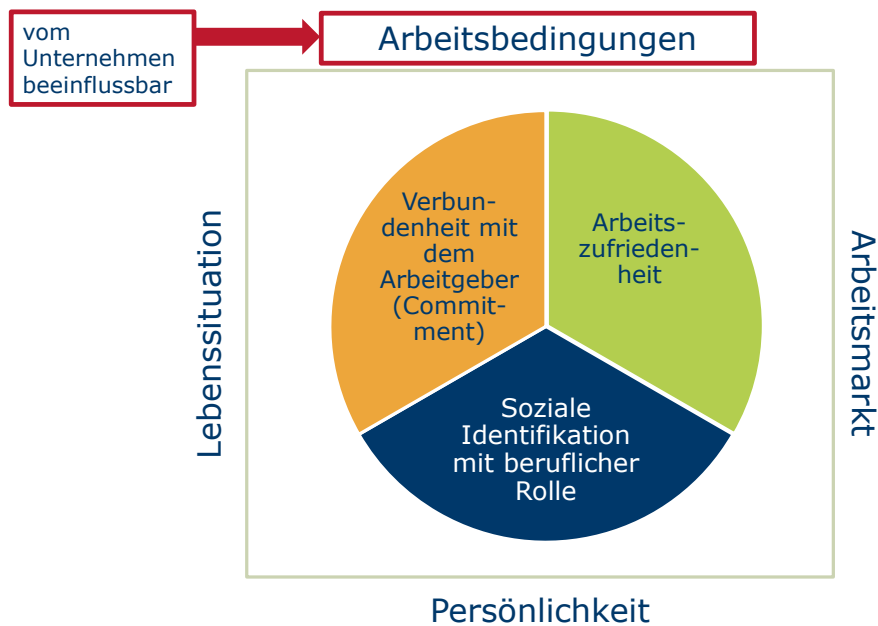 vom
Unternehmen
beeinflussbar
Arbeitsbedingungen
Lebenssituation
Verbun-
denheit mit
dem
Arbeitgeber
(Commit-
ment)
Arbeits-
zufrieden-
heit
Soziale
Identifikation
mit beruflicher
Rolle
Arbeitsmarkt
Persönlichkeit